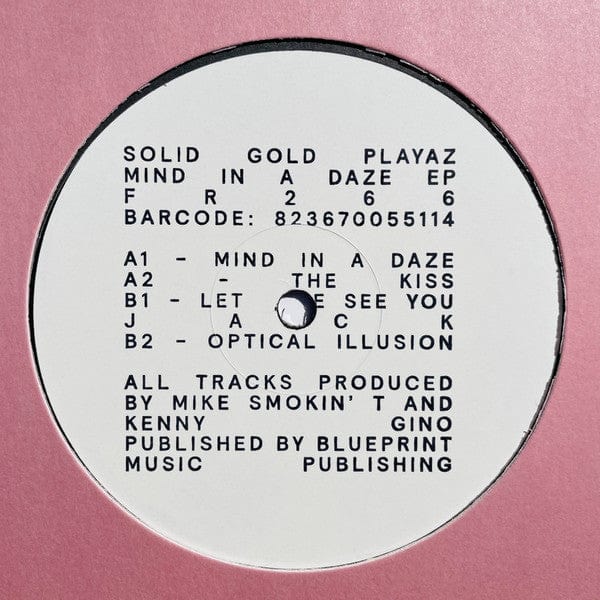 SOLID GOLD PLAYAZ
MIND IN A DAZE EP
F R 2 6 6
BARCODE: 823670055114
A1 - MIND IN A DAZE
A2 - THE KISS
B1 - LET E SEE YOU
J A C K
B2 - OPTICAL ILLUSION
ALL TRACKS PRODUCED
BY MIKE SMOKIN' T AND
KENNY GINO
PUBLISHED BY BLUEPRINT
MUSIC PUBLISHING